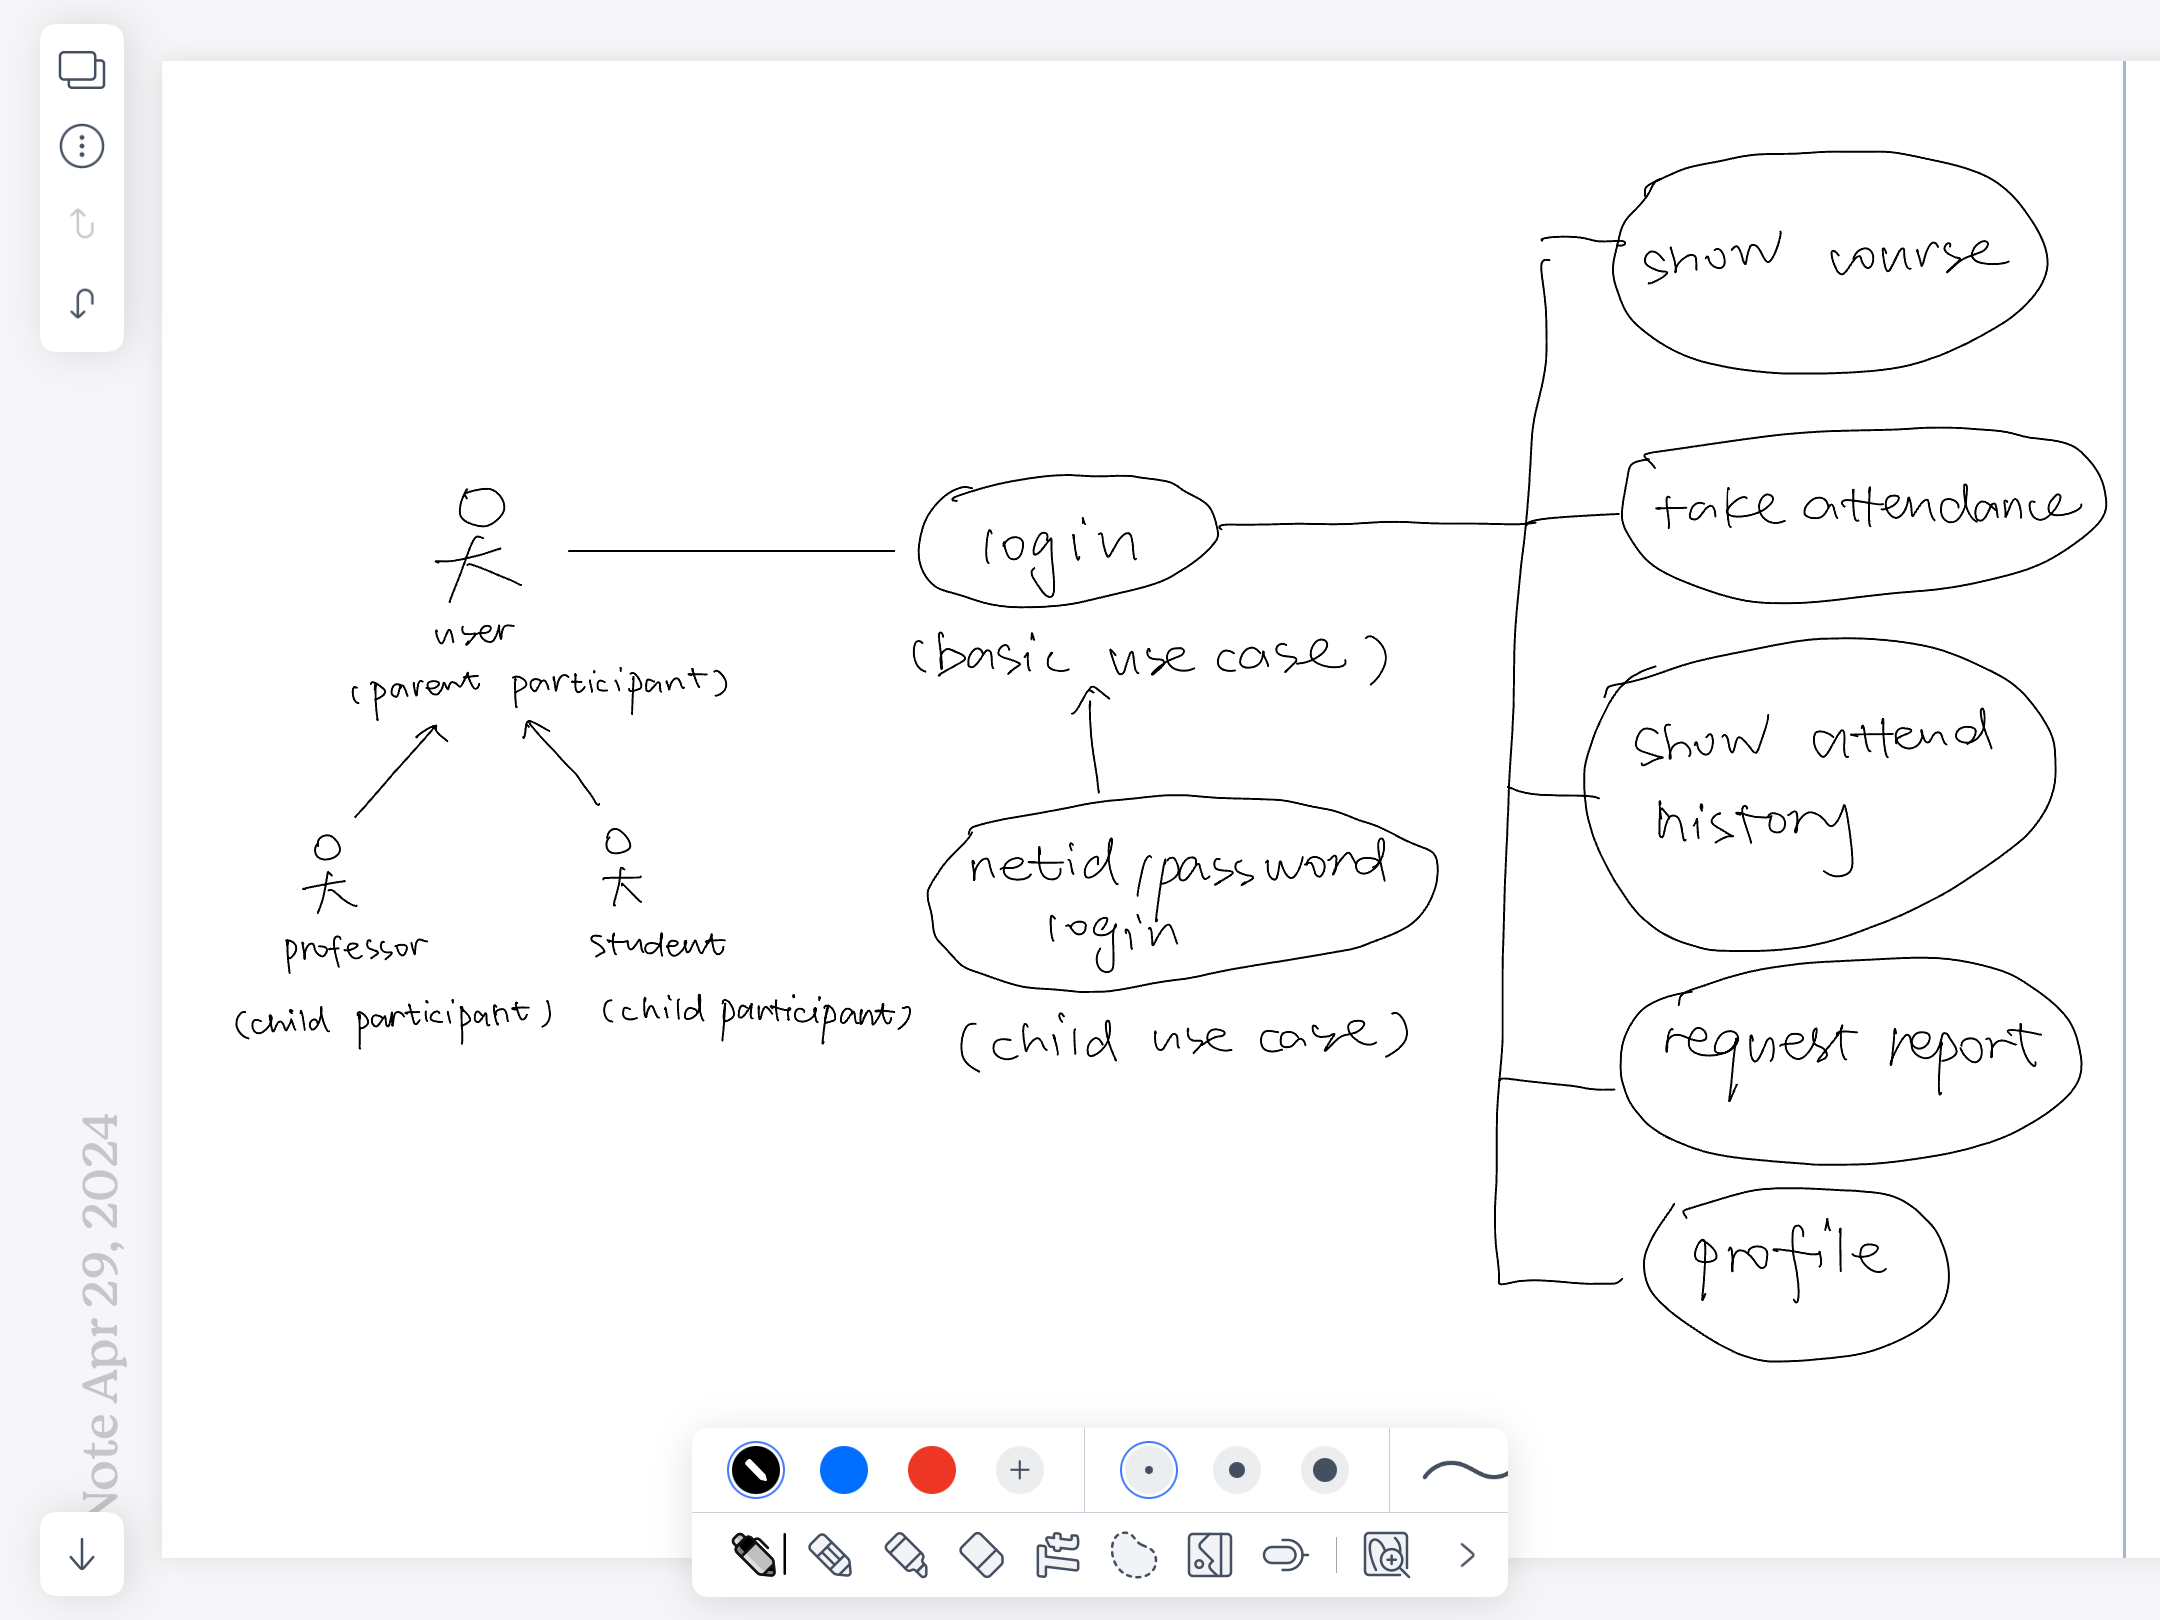 show course
take attendance
login
user
(basic use case)
(parent participant)
show attend
history
netid/password
login
professor
student
(child participant)
(child participant)
(child use case)
request report
profile
Note Apr 29, 2024